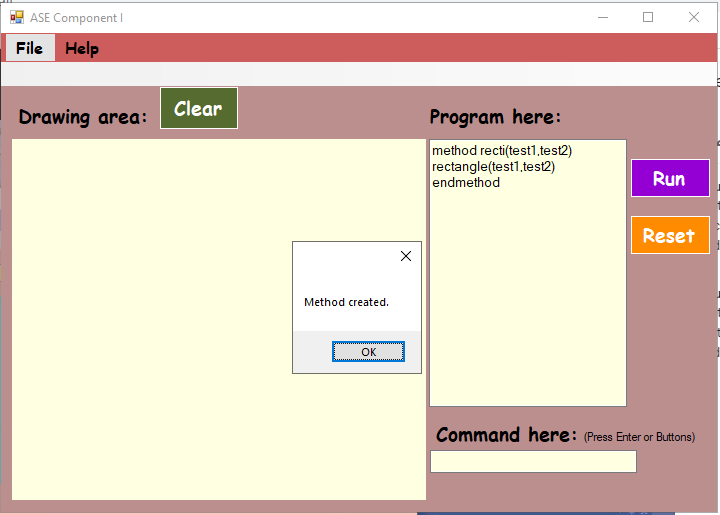 ASE Component I
File Help
Drawing area: Clear
Program here:
method recti(test1,test2)
rectangle(test1,test2)
endmethod
Run
Reset
Method created.
OK
Command here: (Press Enter or Buttons)